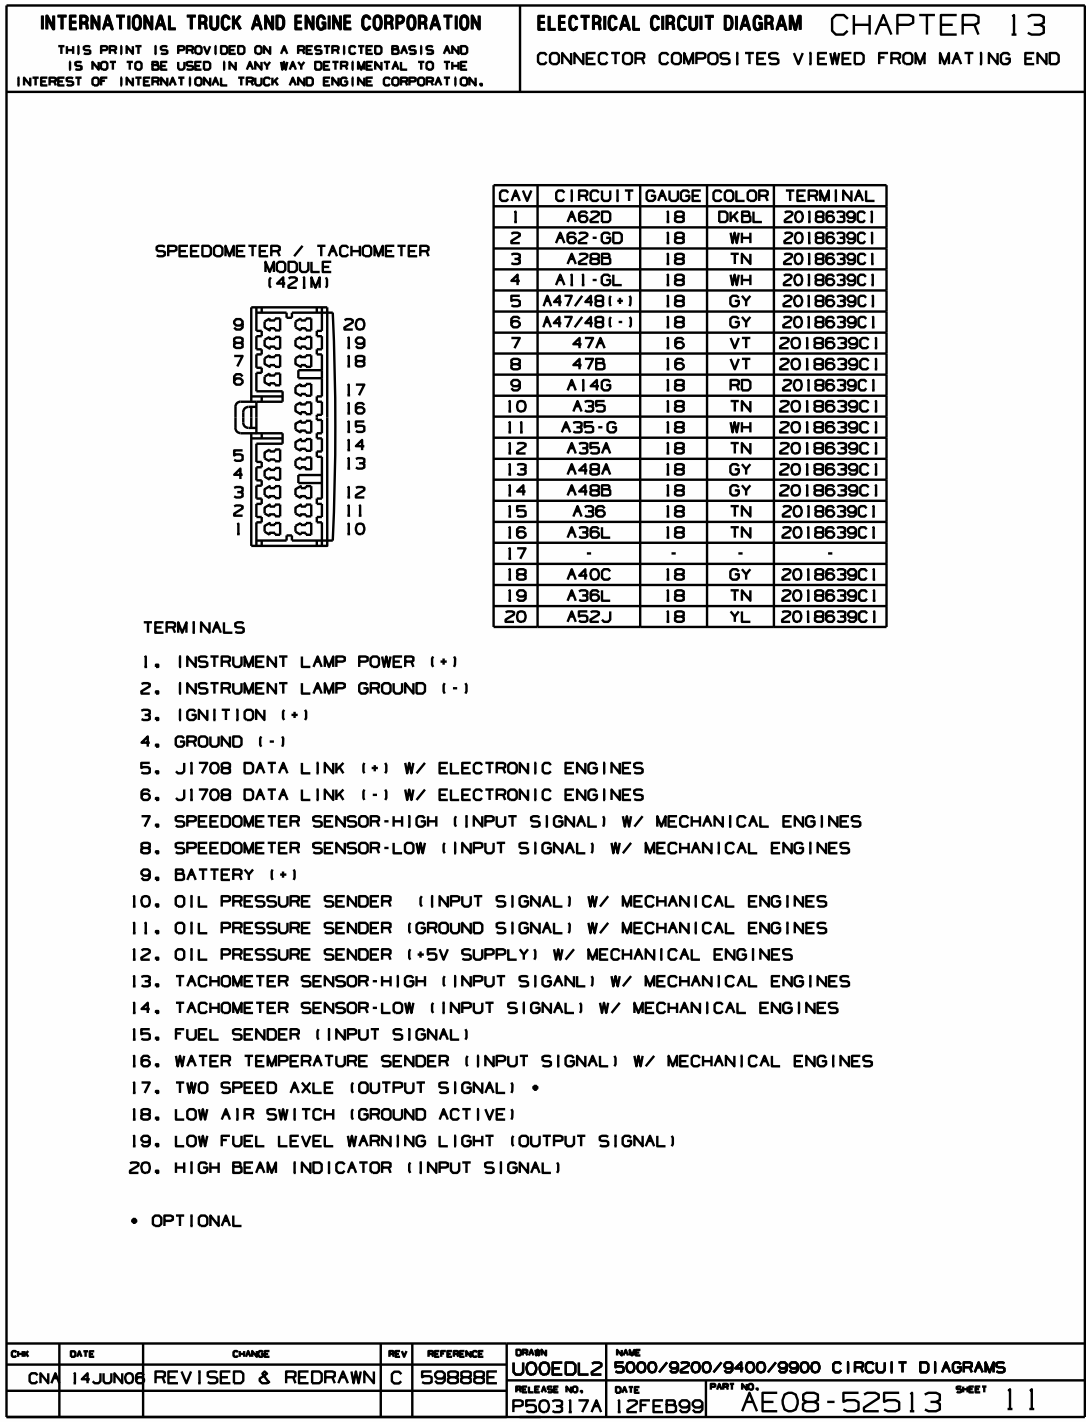 INTERNATIONAL TRUCK AND ENGINE CORPORATION
THIS PRINT IS PROVIDED ON A RESTRICTED BASIS AND
IS NOT TO BE USED IN ANY WAY DETRIMENTAL TO THE
INTEREST OF INTERNATIONAL TRUCK AND ENGINE CORPORATION.
ELECTRICAL CIRCUIT DIAGRAM CHAPTER 13
CONNECTOR COMPOSITES VIEWED FROM MATING END
SPEEDOMETER / TACHOMETER
MODULE
(421M)
9 20
8 19
7 18
6 17
16
15
5 14
4 13
3 12
2 11
1 10
CAV CIRCUIT GAUGE COLOR TERMINAL
1 A62D 18 DKBL 2018639C1
2 A62-GD 18 WH 2018639C1
3 A28B 18 TN 2018639C1
4 A11-GL 18 WH 2018639C1
5 A47/48(+) 18 GY 2018639C1
6 A47/48(-) 18 GY 2018639C1
7 47A 16 VT 2018639C1
8 47B 16 VT 2018639C1
9 A14G 18 RD 2018639C1
10 A35 18 TN 2018639C1
11 A35-G 18 WH 2018639C1
12 A35A 18 TN 2018639C1
13 A48A 18 GY 2018639C1
14 A48B 18 GY 2018639C1
15 A36 18 TN 2018639C1
16 A36L 18 TN 2018639C1
17 - - - -
18 A40C 18 GY 2018639C1
19 A36L 18 TN 2018639C1
20 A52J 18 YL 2018639C1
TERMINALS
1. INSTRUMENT LAMP POWER (+)
2. INSTRUMENT LAMP GROUND (-)
3. IGNITION (+)
4. GROUND (-)
5. J1708 DATA LINK (+) W/ ELECTRONIC ENGINES
6. J1708 DATA LINK (-) W/ ELECTRONIC ENGINES
7. SPEEDOMETER SENSOR-HIGH (INPUT SIGNAL) W/ MECHANICAL ENGINES
8. SPEEDOMETER SENSOR-LOW (INPUT SIGNAL) W/ MECHANICAL ENGINES
9. BATTERY (+)
10. OIL PRESSURE SENDER (INPUT SIGNAL) W/ MECHANICAL ENGINES
11. OIL PRESSURE SENDER (GROUND SIGNAL) W/ MECHANICAL ENGINES
12. OIL PRESSURE SENDER (+5V SUPPLY) W/ MECHANICAL ENGINES
13. TACHOMETER SENSOR-HIGH (INPUT SIGANL) W/ MECHANICAL ENGINES
14. TACHOMETER SENSOR-LOW (INPUT SIGNAL) W/ MECHANICAL ENGINES
15. FUEL SENDER (INPUT SIGNAL)
16. WATER TEMPERATURE SENDER (INPUT SIGNAL) W/ MECHANICAL ENGINES
17. TWO SPEED AXLE (OUTPUT SIGNAL) •
18. LOW AIR SWITCH (GROUND ACTIVE)
19. LOW FUEL LEVEL WARNING LIGHT (OUTPUT SIGNAL)
20. HIGH BEAM INDICATOR (INPUT SIGNAL)
• OPTIONAL
CHK DATE CHANGE REV REFERENCE
CNA 14JUN06 REVISED & REDRAWN C 59888E
DRAWN NAME
U00EDL2 5000/9200/9400/9900 CIRCUIT DIAGRAMS
RELEASE NO. DATE PART NO. SHEET
P50317A 12FEB99 AE08-52513 11